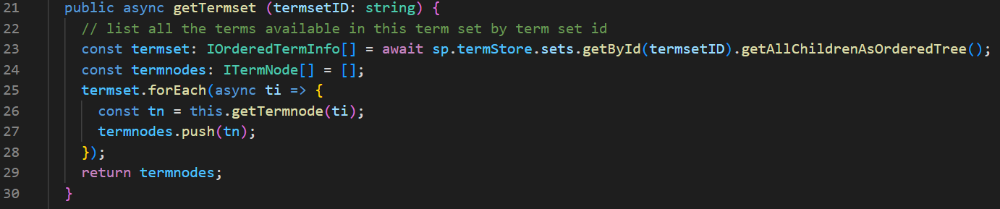 21 public async getTermset (termsetID: string) {
22 // list all the terms available in this term set by term set id
23 const termset: IOrderedTermInfo[] = await sp.termStore.sets.getById(termsetID).getAllChildrenAsOrderedTree();
24 const termnodes: ITermNode[] = [];
25 termset.forEach(async ti => {
26 const tn = this.getTermnode(ti);
27 termnodes.push(tn);
28 });
29 return termnodes;
30 }